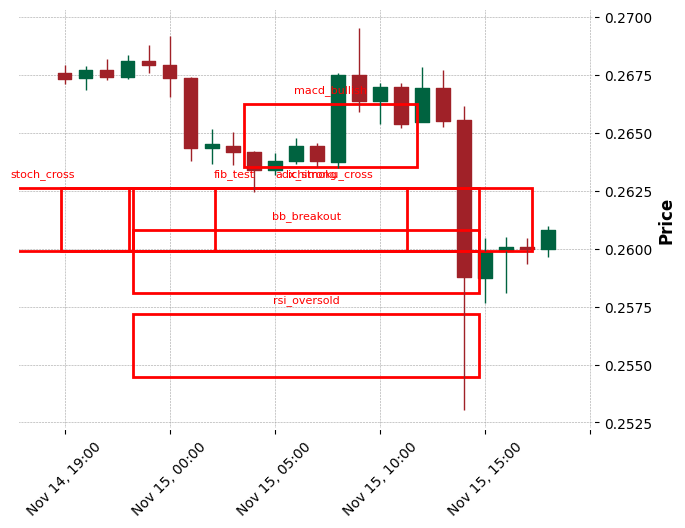 0.2700
0.2675
macd_
0.2650
stoch_cross
fib_test
ichimoku_cross
0.2625
bb_breakout
0.2600
Price
rsi_oversold
0.2575
0.2550
0.2525
Nov 14, 19:00
Nov 15, 00:00
Nov 15, 05:00
Nov 15, 10:00
Nov 15, 15:00